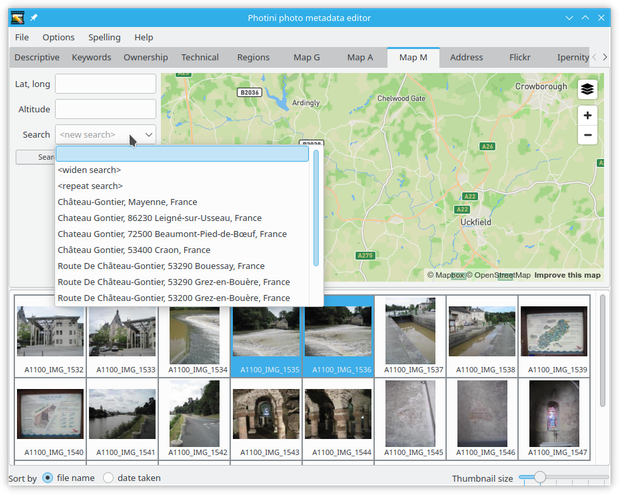 Photini photo metadata editor
File Options Spelling Help
Descriptive Keywords Ownership Technical Regions Map G Map A Map M Address Flickr Ipernity
Lat, long
Altitude
Search <new search>
Sear
<widen search>
<repeat search>
Château-Gontier, Mayenne, France
Chateau Gontier, 86230 Leigné-sur-Usseau, France
Chateau Gontier, 72500 Beaumont-Pied-de-Bœuf, France
Château Gontier, 53400 Craon, France
Route De Château-Gontier, 53290 Bouessay, France
Route De Château-Gontier, 53290 Grez-en-Bouère, France
Route De Château-Gontier, 53200 Grez-en-Bouère, France
Crowborough
B2036
Chelwood Gate
Ardingly
A26
A22
A22
Uckfield
A275
© Mapbox © OpenStreetMap Improve this map
A1100_IMG_1532 A1100_IMG_1533 A1100_IMG_1534 A1100_IMG_1535 A1100_IMG_1536 A1100_IMG_1537 A1100_IMG_1538 A1100_IMG_1539
A1100_IMG_1540 A1100_IMG_1541 A1100_IMG_1542 A1100_IMG_1543 A1100_IMG_1544 A1100_IMG_1545 A1100_IMG_1546 A1100_IMG_1547
Sort by file name date taken Thumbnail size